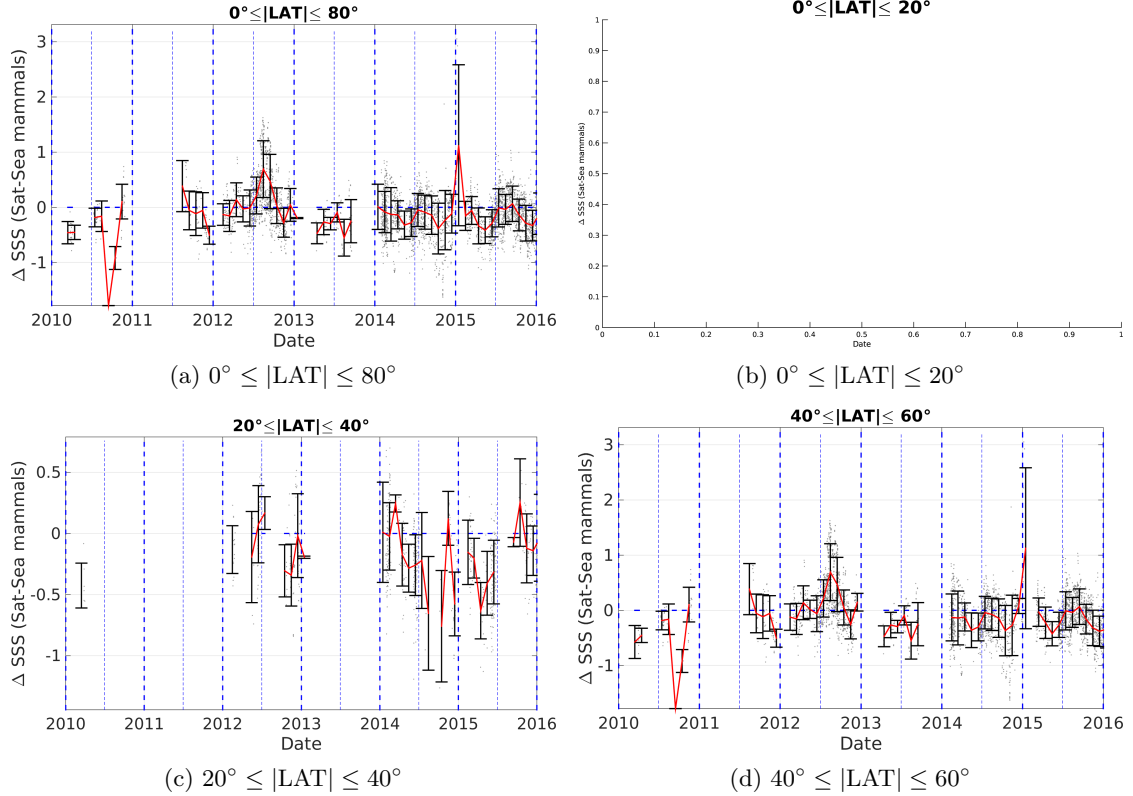 0°≤|LAT|≤ 80°
Δ SSS (Sat-Sea mammals)
3
2
1
0
-1
2010 2011 2012 2013 2014 2015 2016
Date
(a) 0° ≤ |LAT| ≤ 80°
0°≤|LAT|≤ 20°
Δ SSS (Sat-Sea mammals)
1
0.9
0.8
0.7
0.6
0.5
0.4
0.3
0.2
0.1
0
0 0.1 0.2 0.3 0.4 0.5 0.6 0.7 0.8 0.9 1
Date
(b) 0° ≤ |LAT| ≤ 20°
20°≤|LAT|≤ 40°
Δ SSS (Sat-Sea mammals)
0.5
0
-0.5
-1
2010 2011 2012 2013 2014 2015 2016
Date
(c) 20° ≤ |LAT| ≤ 40°
40°≤|LAT|≤ 60°
Δ SSS (Sat-Sea mammals)
3
2
1
0
-1
2010 2011 2012 2013 2014 2015 2016
Date
(d) 40° ≤ |LAT| ≤ 60°